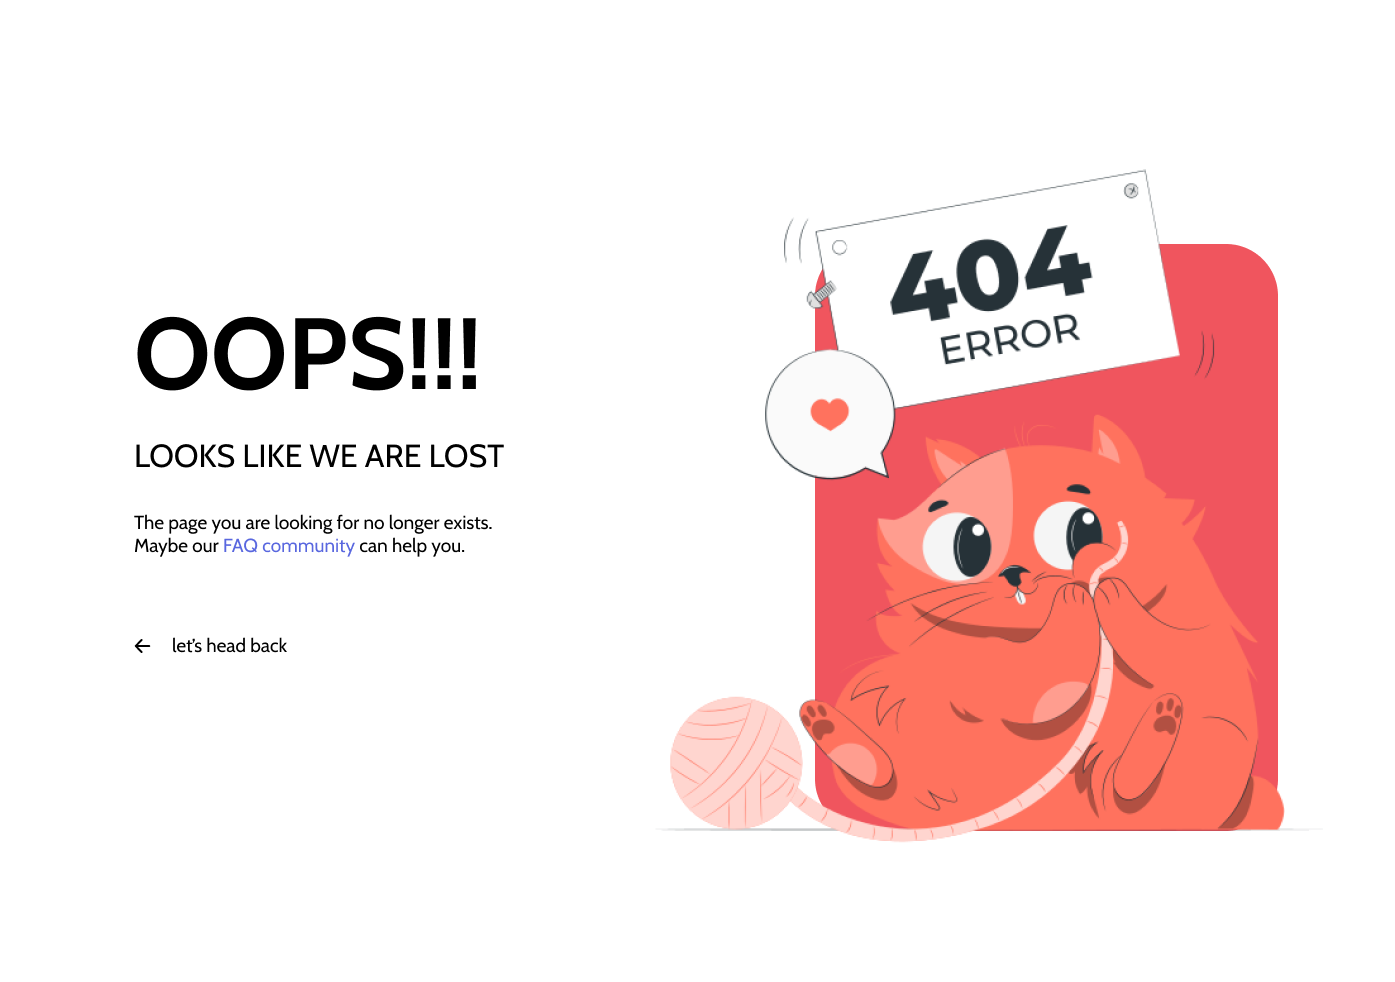 OOPS!!!
LOOKS LIKE WE ARE LOST
The page you are looking for no longer exists.
Maybe our FAQ community can help you.
let’s head back
404
ERROR